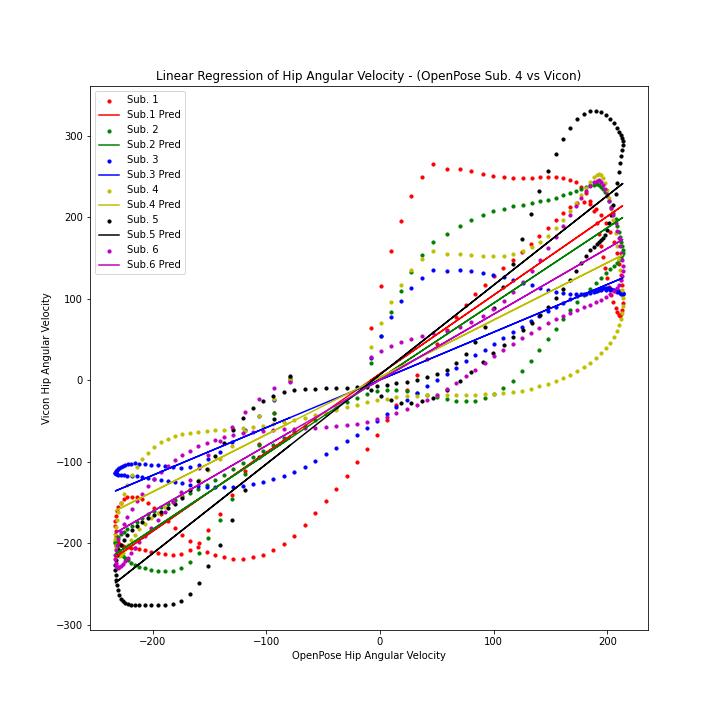 Linear Regression of Hip Angular Velocity - (OpenPose Sub. 4 vs Vicon)
Sub. 1
Sub.1 Pred
Sub. 2
Sub.2 Pred
Sub. 3
Sub.3 Pred
Sub. 4
Sub.4 Pred
Sub. 5
Sub.5 Pred
Sub. 6
Sub.6 Pred
Vicon Hip Angular Velocity
300
200
100
0
−100
−200
−300
−200
−100
0
100
200
OpenPose Hip Angular Velocity